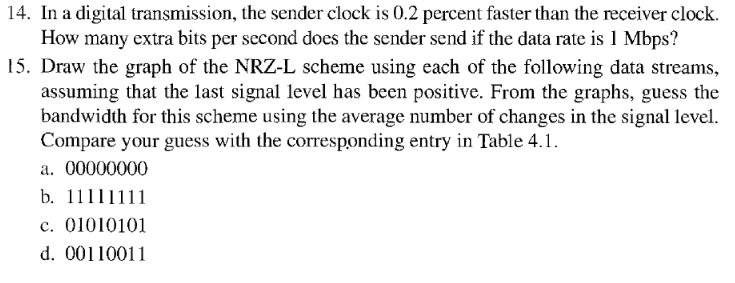 14. In a digital transmission, the sender clock is 0.2 percent faster than the receiver clock.
How many extra bits per second does the sender send if the data rate is 1 Mbps?
15. Draw the graph of the NRZ-L scheme using each of the following data streams,
assuming that the last signal level has been positive. From the graphs, guess the
bandwidth for this scheme using the average number of changes in the signal level.
Compare your guess with the corresponding entry in Table 4.1.
a. 00000000
b. 11111111
c. 01010101
d. 00110011